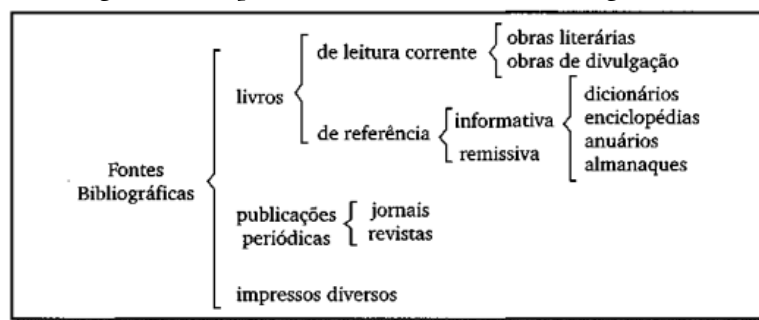 de leitura corrente
obras literárias
obras de divulgação
livros
de referência
informativa
remissiva
dicionários
enciclopédias
anuários
almanaques
Fontes
Bibliográficas
publicações
periódicas
jornais
revistas
impressos diversos